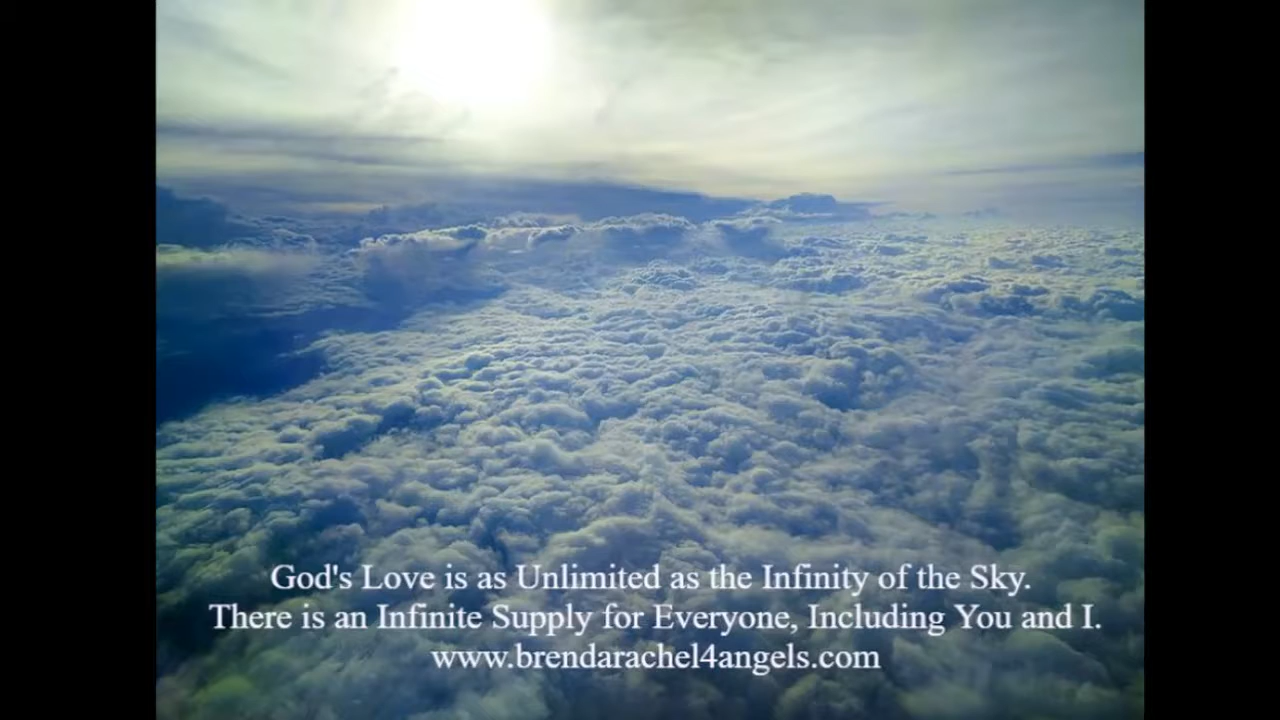 God's Love is as Unlimited as the Infinity of the Sky.
There is an Infinite Supply for Everyone, Including You and I.
www.brendarachel4angels.com